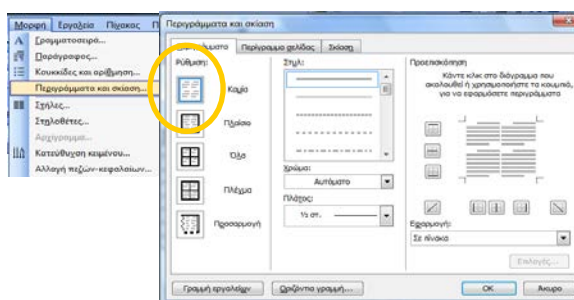 Μορφή Εργαλεία Πίνακας Π
Γραμματοσειρά...
Παράγραφος...
Κουκκίδες και αρίθμηση...
Περιγράμματα και σκίαση...
Στήλες...
Στηλοθέτες...
Αρχίγραμμα...
Κατεύθυνση κειμένου...
Αλλαγή πεζών-κεφαλαίων...
Περιγράμματα και σκίαση
Περιγράμματα Περίγραμμα σελίδας Σκίαση
Ρύθμιση:
Καμία
Πλαίσιο
Όλα
Πλέγμα
Προσαρμογή
Στυλ:
Χρώμα:
Αυτόματο
Πλάτος:
½ στ.
Προεπισκόπηση
Κάντε κλικ στο διάγραμμα που
ακολουθεί ή χρησιμοποιήστε τα κουμπιά,
για να εφαρμόσετε περιγράμματα
Εφαρμογή:
Σε πίνακα
Επιλογές...
Γραμμή εργαλείων Οριζόντια γραμμή... OK Άκυρο